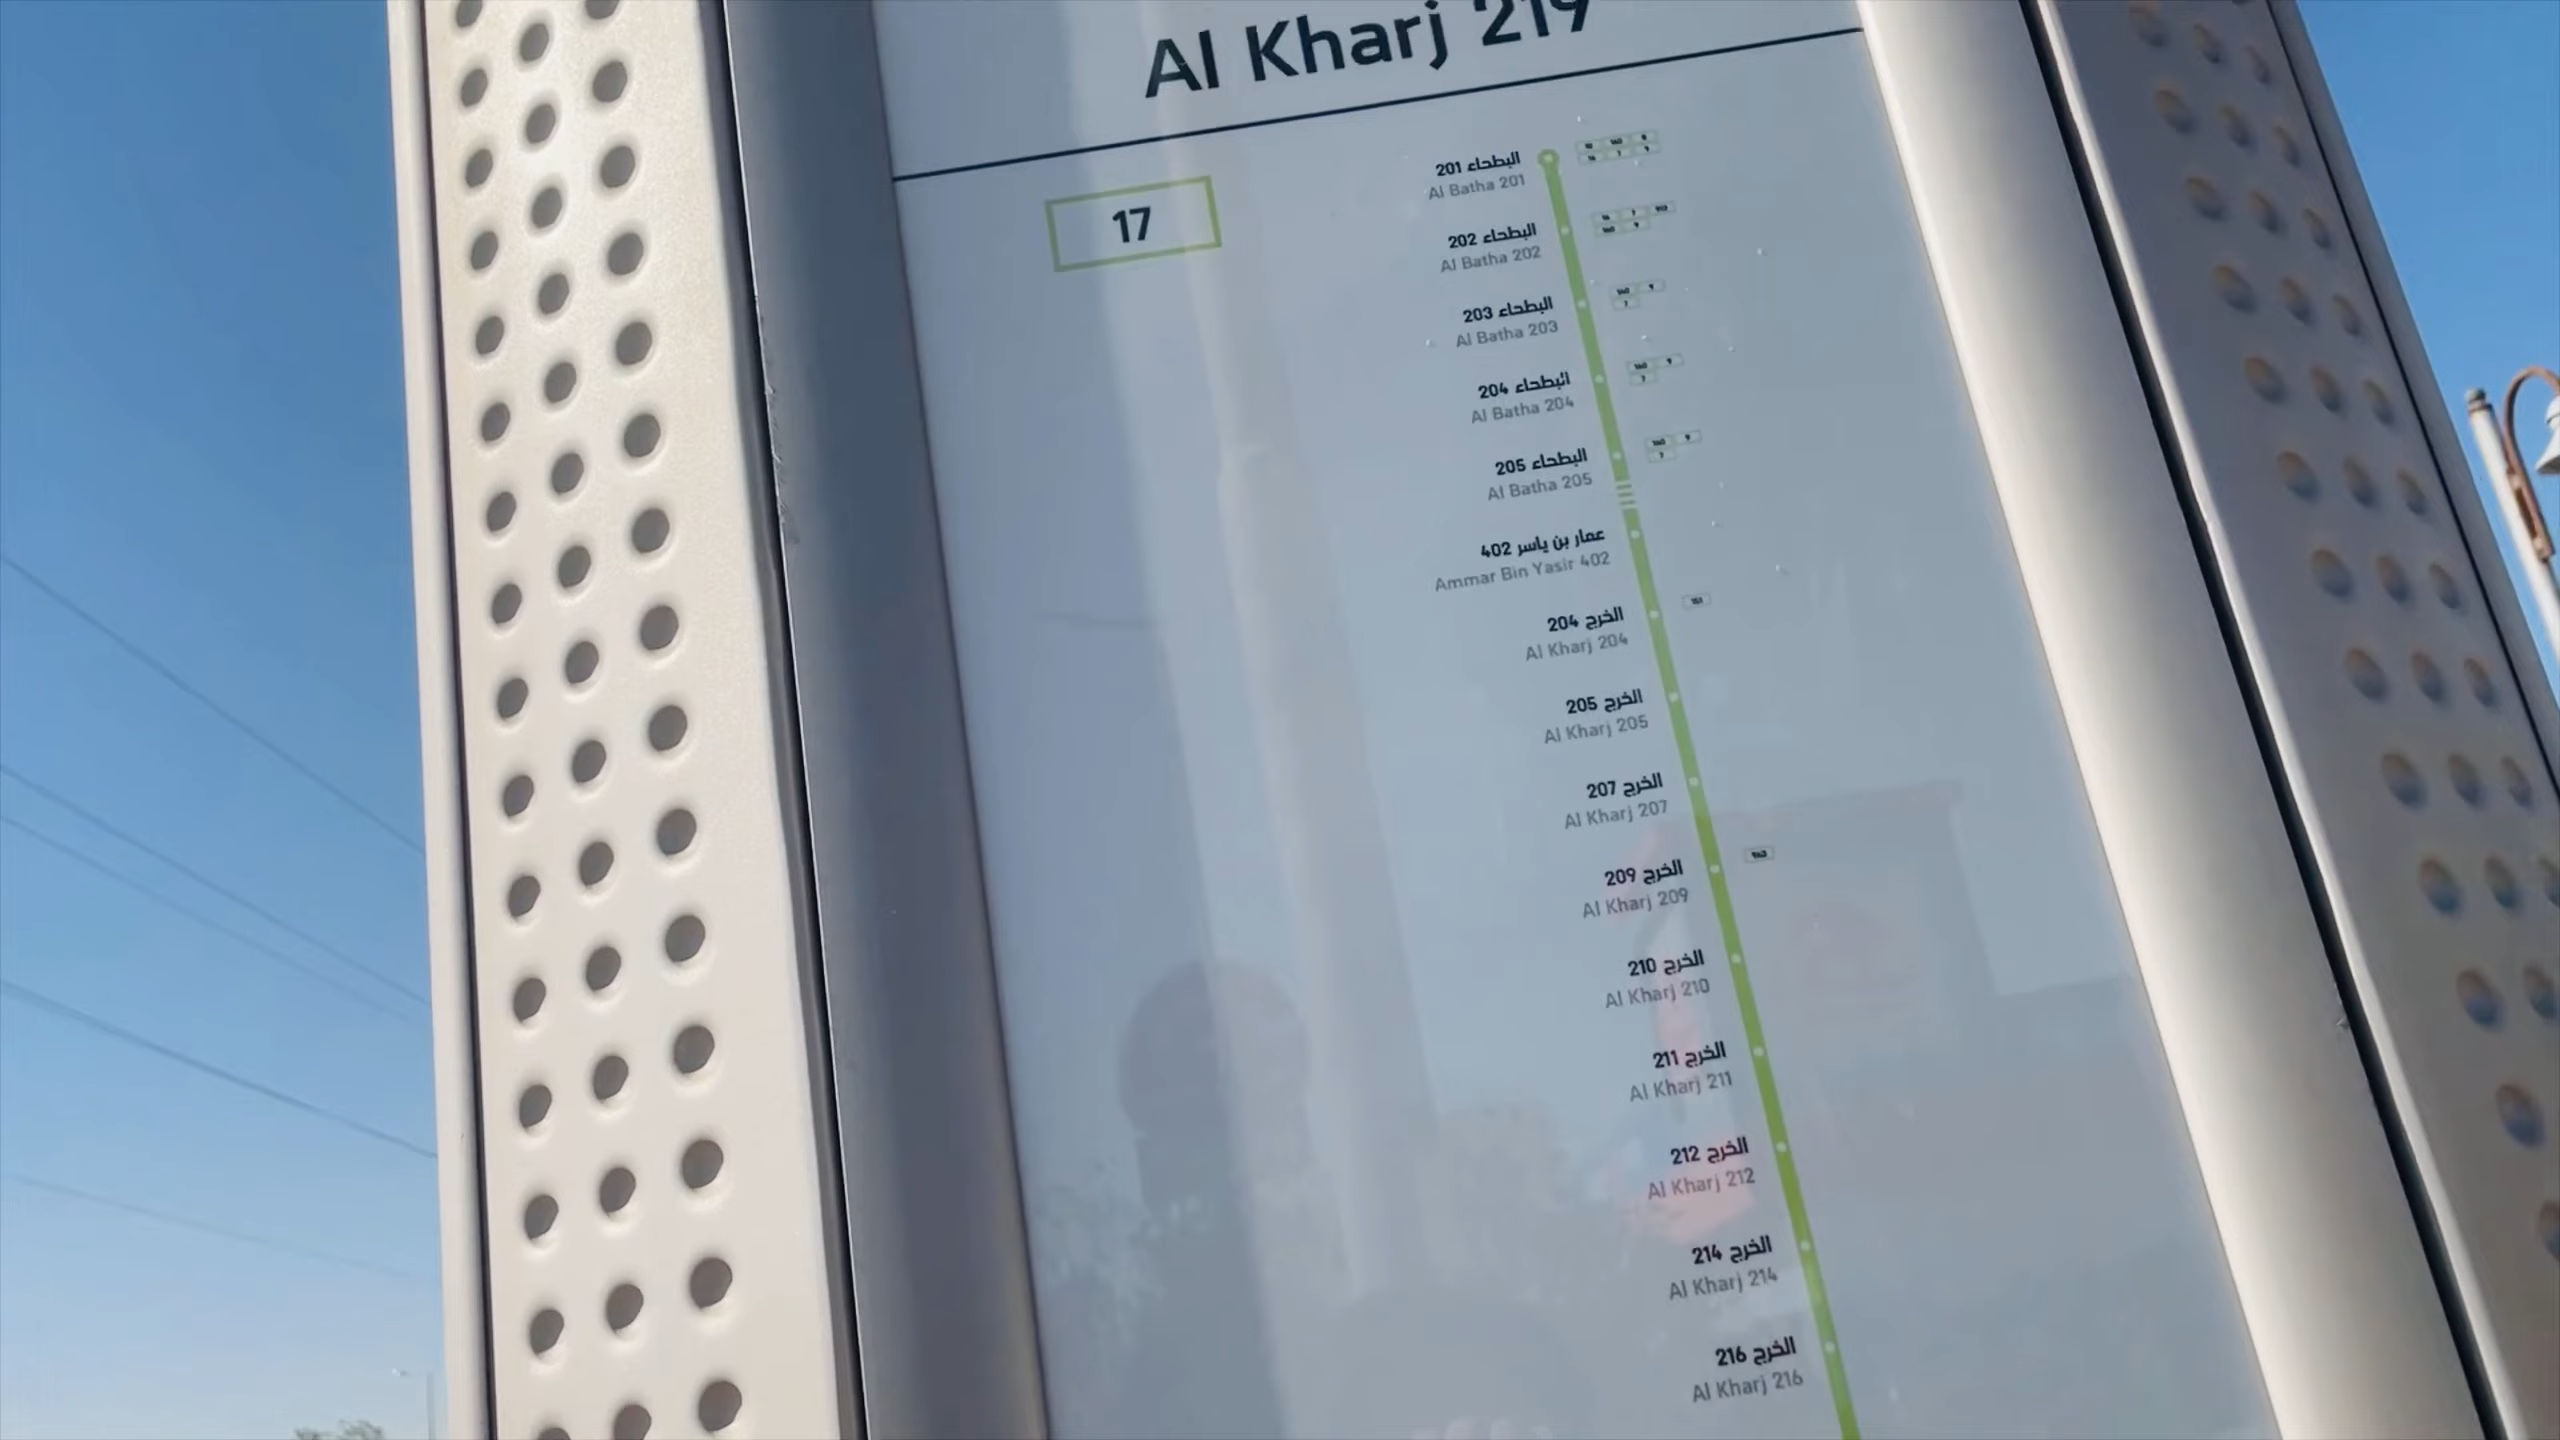 Al Kharj 219
17
البطحاء 201
Al Batha 201
البطحاء 202
Al Batha 202
البطحاء 203
Al Batha 203
البطحاء 204
Al Batha 204
البطحاء 205
Al Batha 205
عمار بن ياسر 402
Ammar Bin Yasir 402
الخرج 204
Al Kharj 204
الخرج 205
Al Kharj 205
الخرج 207
Al Kharj 207
الخرج 209
Al Kharj 209
الخرج 210
Al Kharj 210
الخرج 211
Al Kharj 211
الخرج 212
Al Kharj 212
الخرج 214
Al Kharj 214
الخرج 216
Al Kharj 216